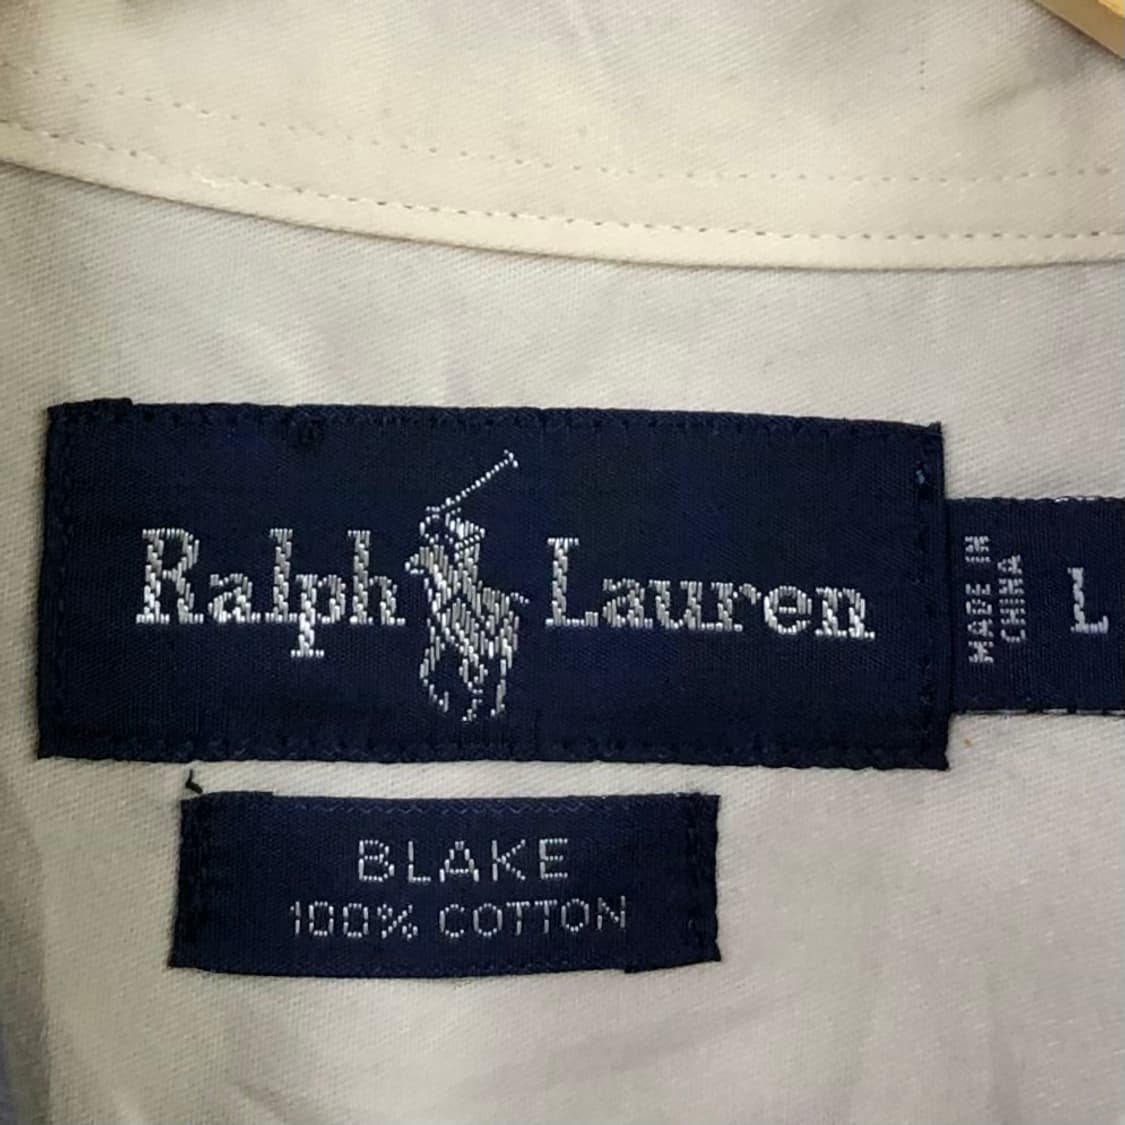 Ralph Lauren
MADE IN
CHINA
L
BLAKE
100% COTTON